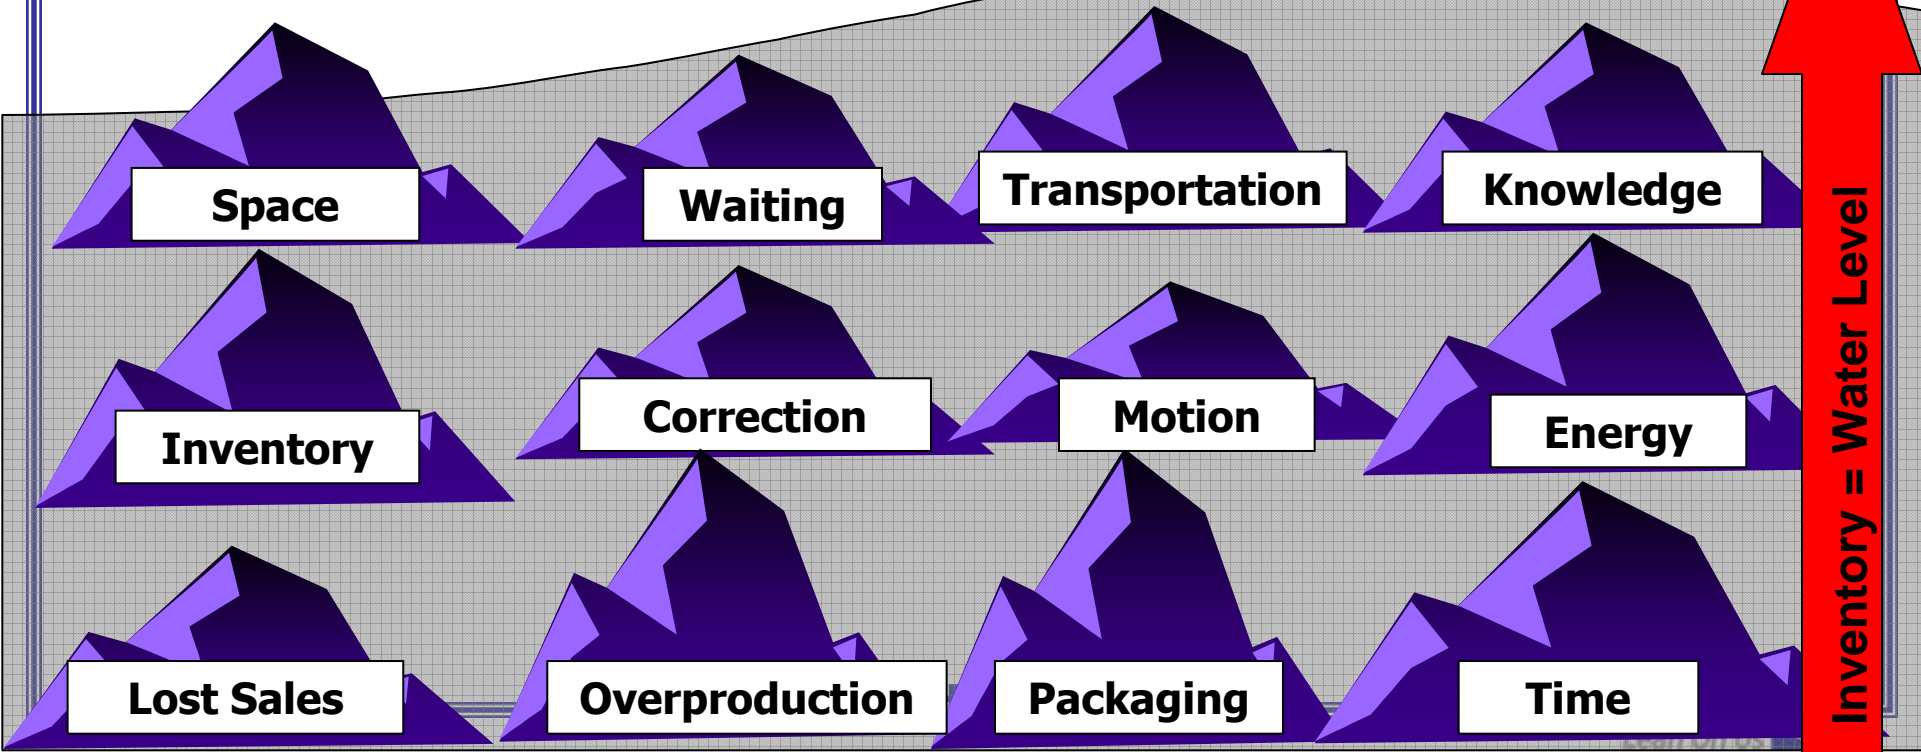 Space
Waiting
Transportation
Knowledge
Inventory
Correction
Motion
Energy
Lost Sales
Overproduction
Packaging
Time
Inventory = Water Level